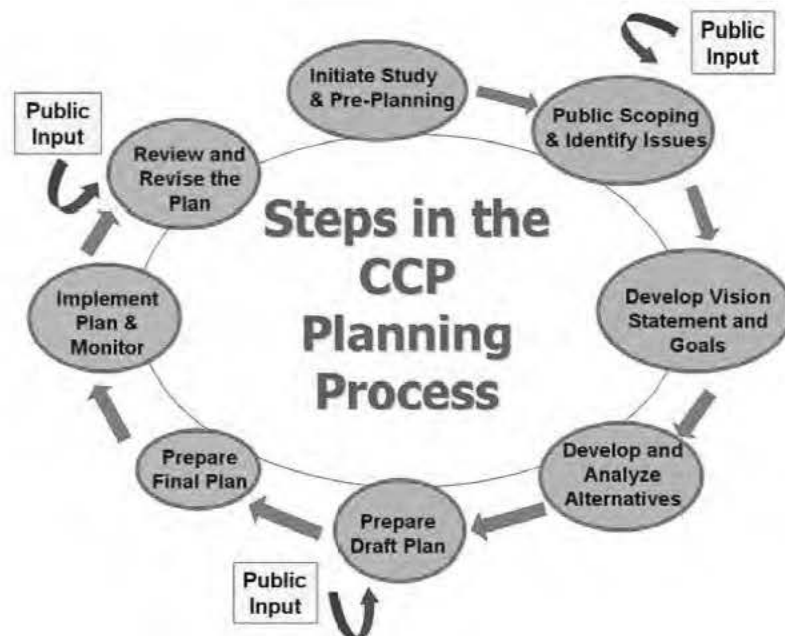 Steps in the
CCP
Planning
Process
Initiate Study
& Pre-Planning
Public
Input
Public Scoping
& Identify Issues
Develop Vision
Statement and
Goals
Develop and
Analyze
Alternatives
Prepare
Draft Plan
Public
Input
Prepare
Final Plan
Implement
Plan &
Monitor
Review and
Revise the
Plan
Public
Input